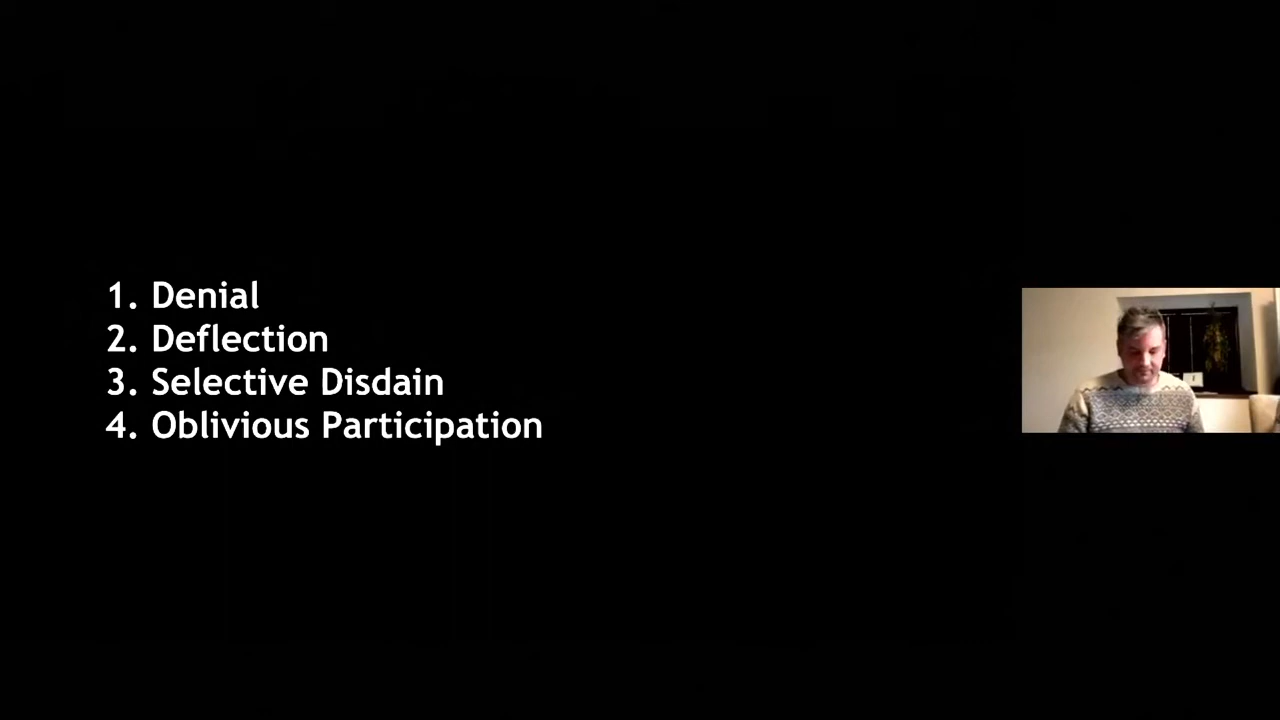 1. Denial
2. Deflection
3. Selective Disdain
4. Oblivious Participation